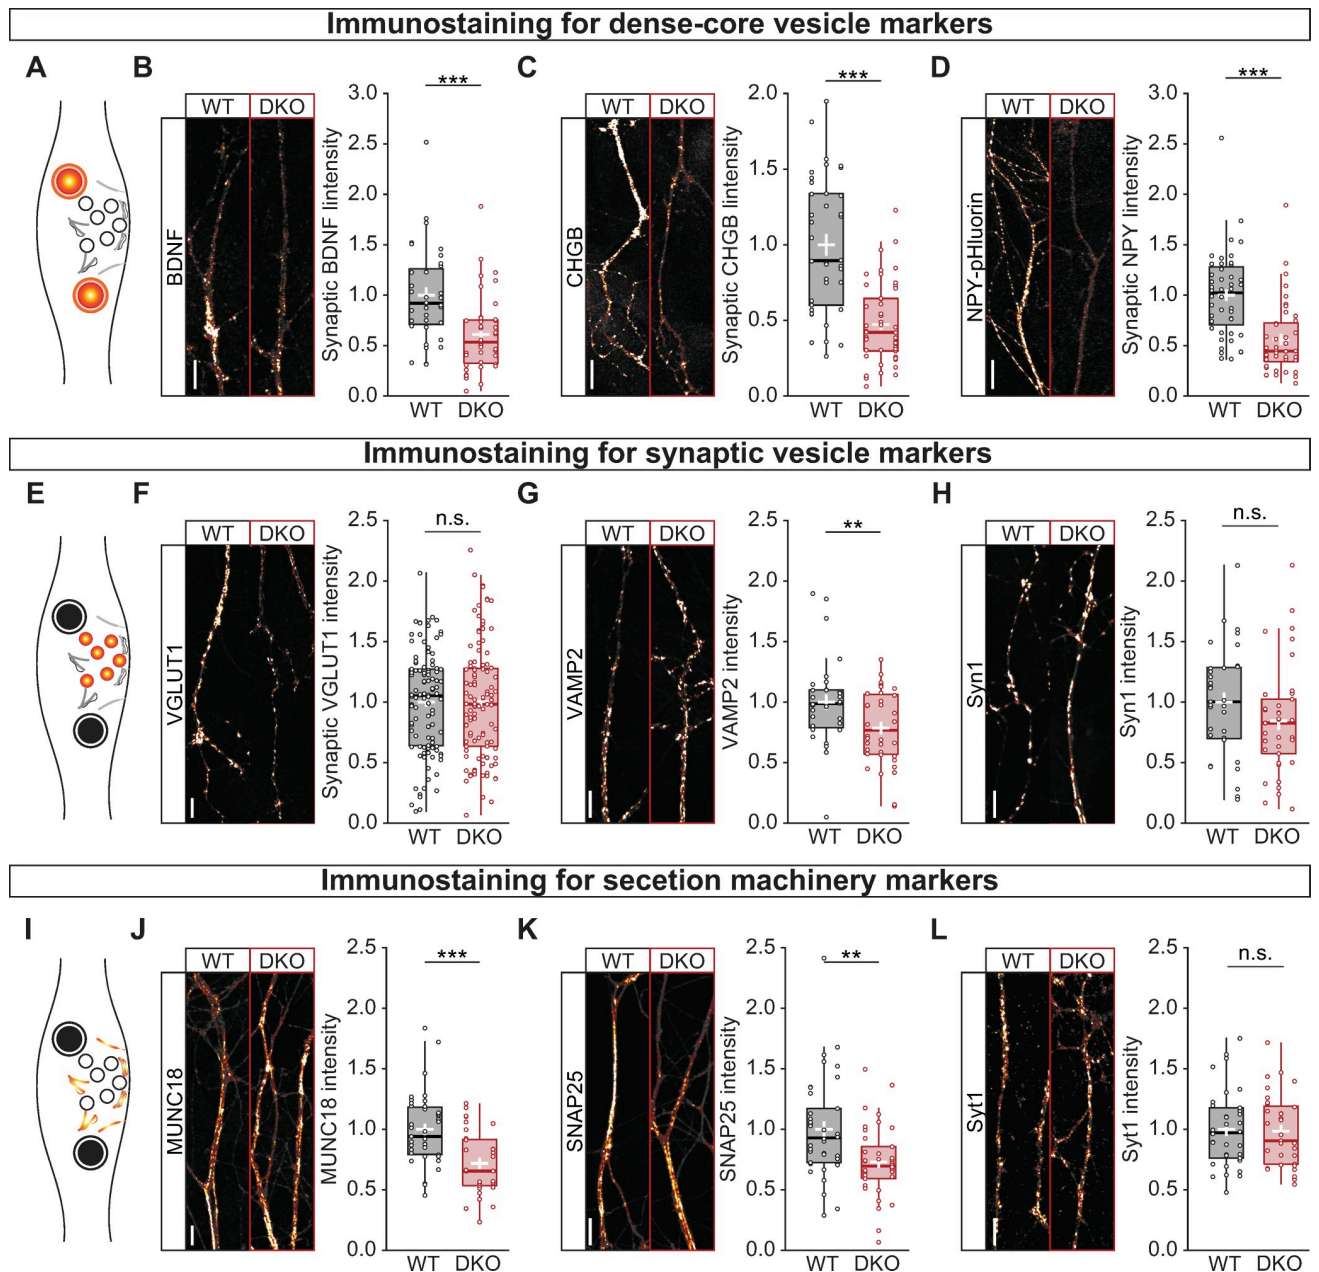 Immunostaining for dense-core vesicle markers
A
B
WT
DKO
BDNF
Synaptic BDNF lintensity
***
3.0
2.5
2.0
1.5
1.0
0.5
0.0
WT
DKO
C
WT
DKO
CHGB
Synaptic CHGB lintensity
***
2.0
1.5
1.0
0.5
0.0
WT
DKO
D
WT
DKO
NPY-pHluorin
Synaptic NPY lintensity
***
3.0
2.5
2.0
1.5
1.0
0.5
0.0
WT
DKO
Immunostaining for synaptic vesicle markers
E
F
WT
DKO
VGLUT1
Synaptic VGLUT1 intensity
n.s.
2.5
2.0
1.5
1.0
0.5
0.0
WT
DKO
G
WT
DKO
VAMP2
VAMP2 intensity
**
2.5
2.0
1.5
1.0
0.5
0.0
WT
DKO
H
WT
DKO
Syn1
Syn1 intensity
n.s.
2.5
2.0
1.5
1.0
0.5
0.0
WT
DKO
Immunostaining for secetion machinery markers
I
J
WT
DKO
MUNC18
MUNC18 intensity
***
2.5
2.0
1.5
1.0
0.5
0.0
WT
DKO
K
WT
DKO
SNAP25
SNAP25 intensity
**
2.5
2.0
1.5
1.0
0.5
0.0
WT
DKO
L
WT
DKO
Syt1
Syt1 intensity
n.s.
2.5
2.0
1.5
1.0
0.5
0.0
WT
DKO